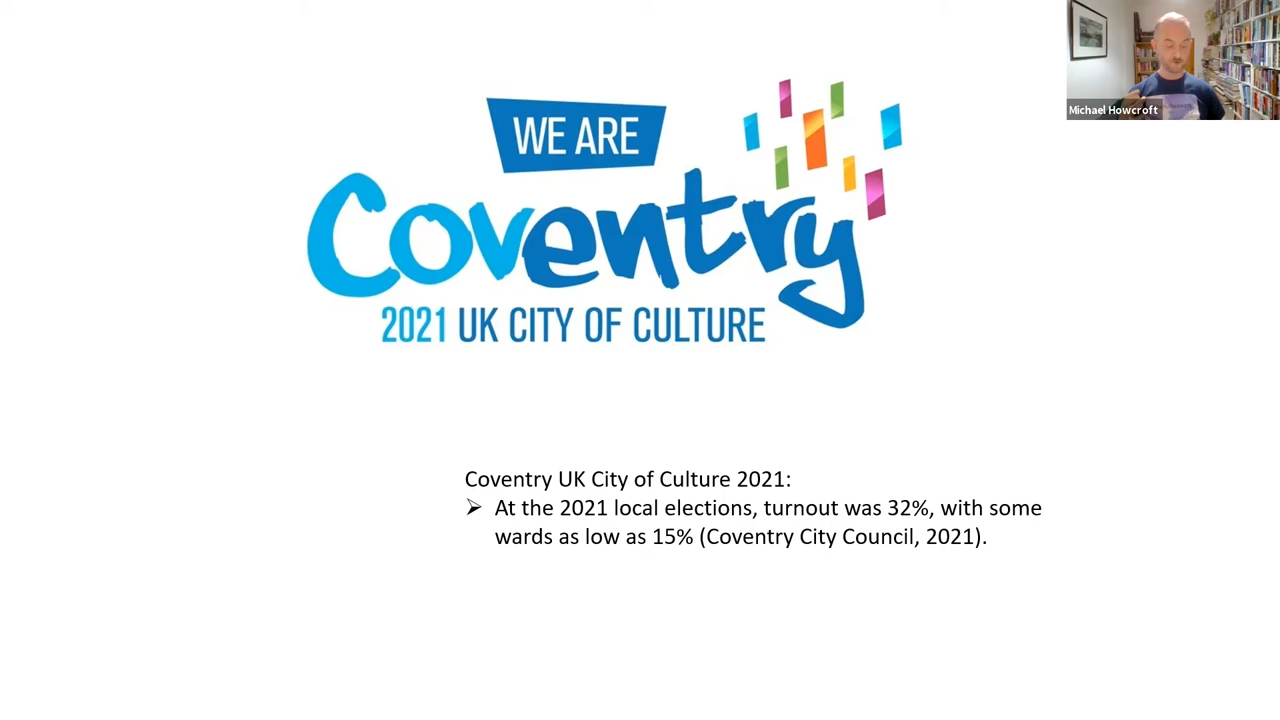 WE ARE
Coventry
2021 UK CITY OF CULTURE
Michael Howcroft
Coventry UK City of Culture 2021:
At the 2021 local elections, turnout was 32%, with some
wards as low as 15% (Coventry City Council, 2021).